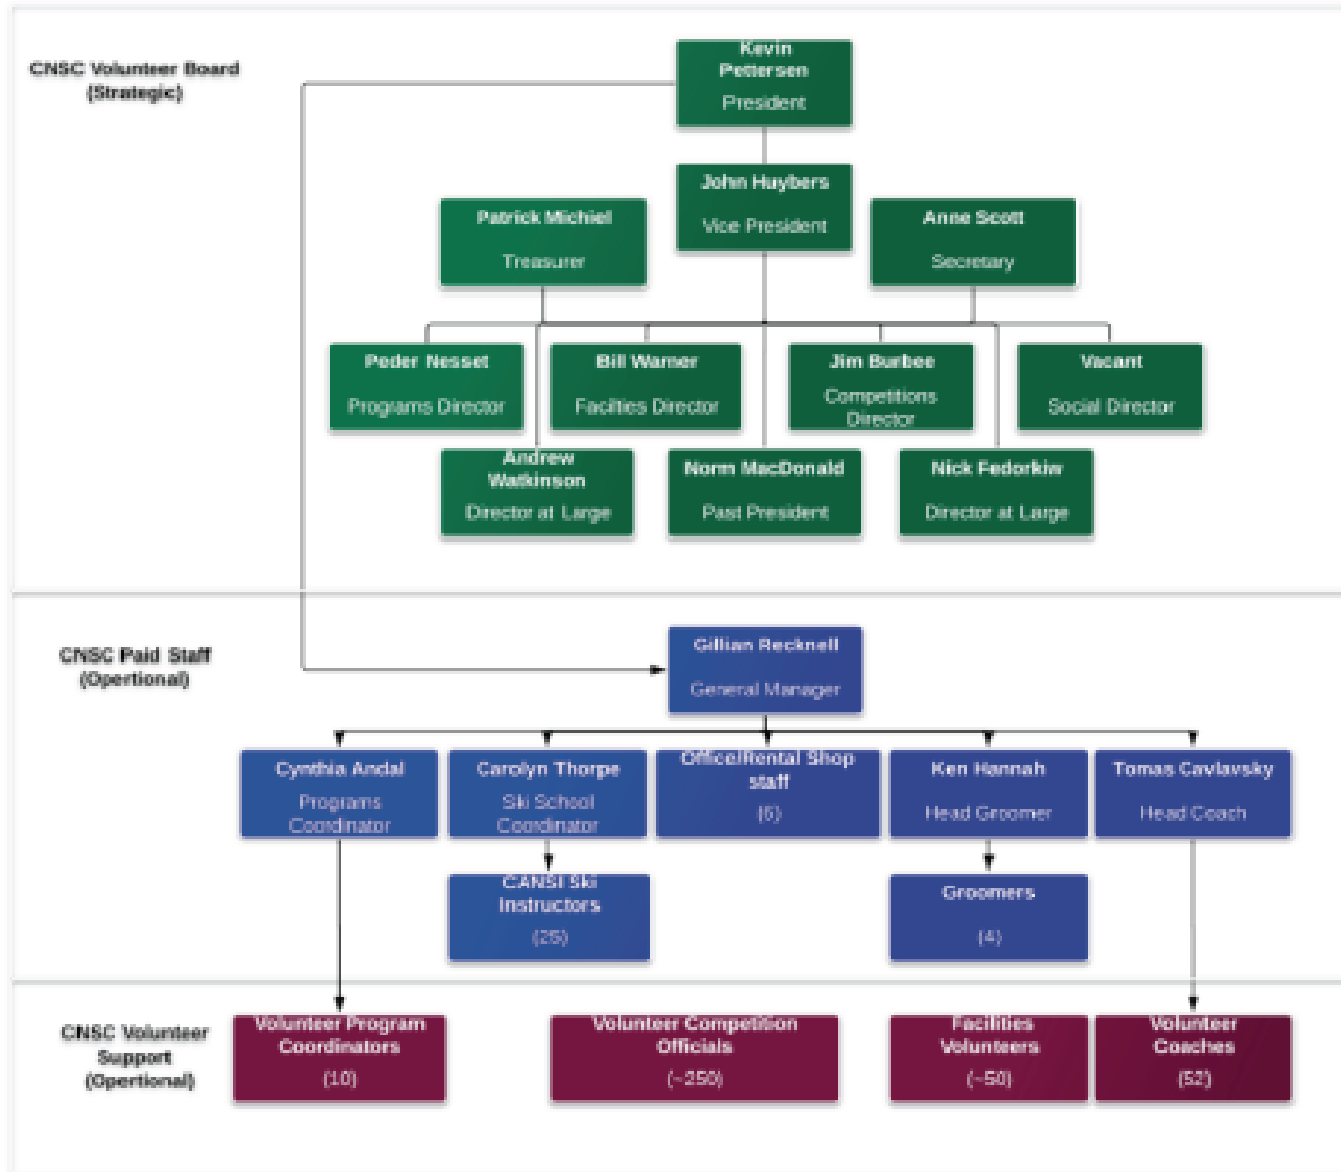 CNSC Volunteer Board
(Strategic)
Kevin
Pettersen
President
John Huybers
Vice President
Patrick Michiel
Treasurer
Anne Scott
Secretary
Peder Nesset
Programs Director
Bill Warner
Facilties Director
Jim Burbee
Competitions
Director
Vacant
Social Director
Andrew
Watkinson
Director at Large
Norm MacDonald
Past President
Nick Fedorkiw
Director at Large
CNSC Paid Staff
(Opertional)
Gillian Recknell
General Manager
Cynthia Andal
Programs
Coordinator
Carolyn Thorpe
Ski School
Coordinator
Office/Rental Shop
staff
(6)
Ken Hannah
Head Groomer
Tomas Cavlavsky
Head Coach
CANSI Ski
Instructors
(25)
Groomers
(4)
CNSC Volunteer
Support
(Opertional)
Volunteer Program
Coordinators
(10)
Volunteer Competition
Officials
(~250)
Facilities
Volunteers
(~50)
Volunteer
Coaches
(52)